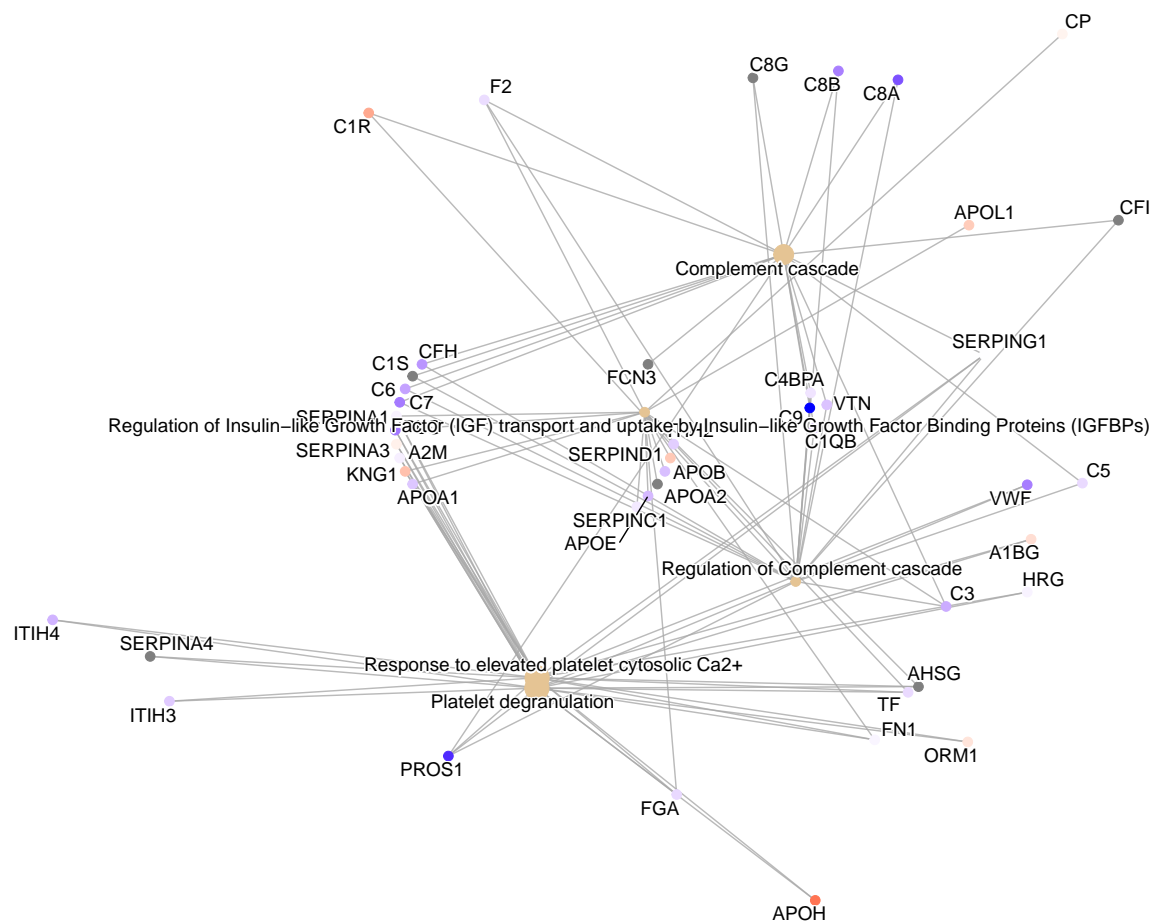 CP
C8G
C8B
F2
C8A
C1R
APOL1
CFI
Complement cascade
SERPING1
CFH
C1S
FCN3
C4BPA
C6
C7
VTN
C9
SERPINA1
Regulation of Insulin−like Growth Factor (IGF) transport and uptake by Insulin−like Growth Factor Binding Proteins (IGFBPs)
C1QB
SERPINA3
A2M
SERPIND1
KNG1
APOB
C5
APOA1
APOA2
VWF
SERPINC1
APOE
A1BG
Regulation of Complement cascade
HRG
C3
ITIH4
SERPINA4
Response to elevated platelet cytosolic Ca2+
AHSG
Platelet degranulation
TF
ITIH3
FN1
ORM1
PROS1
FGA
APOH